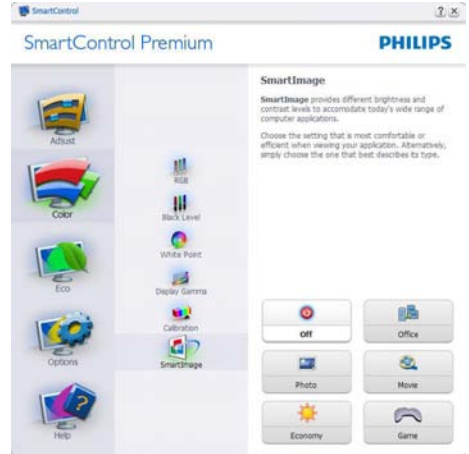 SmartControl
SmartControl Premium
PHILIPS
Adjust
Color
Eco
Options
Help
RGB
Black Level
White Point
Display Gamma
Calibration
SmartImage
SmartImage
SmartImage provides different brightness and
contrast levels to accomodate today's wide range of
computer applications.
Choose the setting that is most comfortable or
efficient when viewing your application. Alternatively,
simply choose the one that best describes its type.
Off
Office
Photo
Movie
Economy
Game